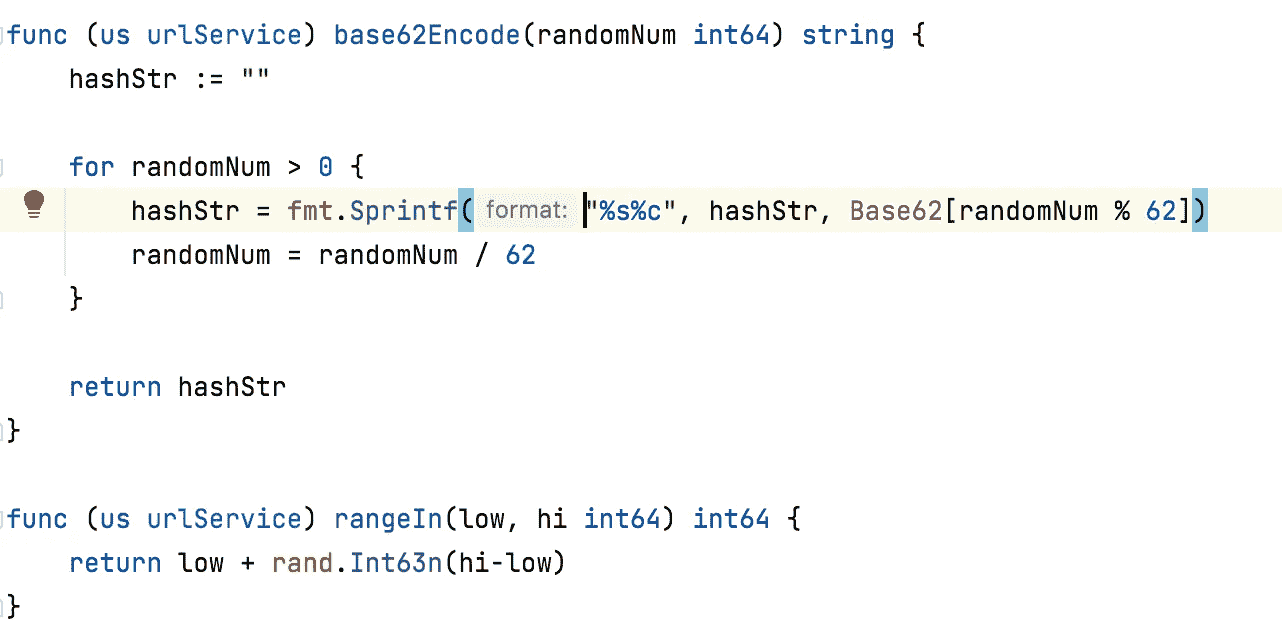 func (us urlService) base62Encode(randomNum int64) string {
    hashStr := ""

    for randomNum > 0 {
        hashStr = fmt.Sprintf( format: "%s%c", hashStr, Base62[randomNum % 62])
        randomNum = randomNum / 62
    }

    return hashStr
}

func (us urlService) rangeIn(low, hi int64) int64 {
    return low + rand.Int63n(hi-low)
}